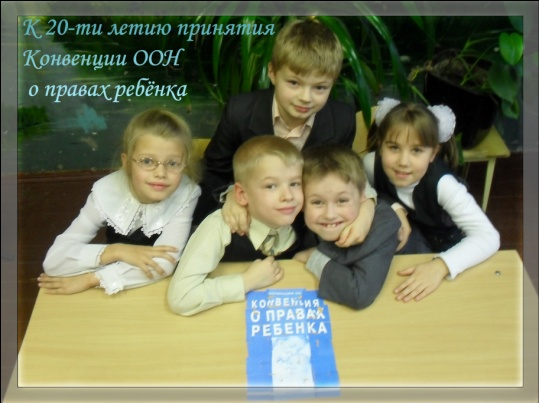 К 20-ти летию принятия
Конвенции ООН
о правах ребёнка
КОНВЕНЦИЯ
О ПРАВАХ
РЕБЕНКА